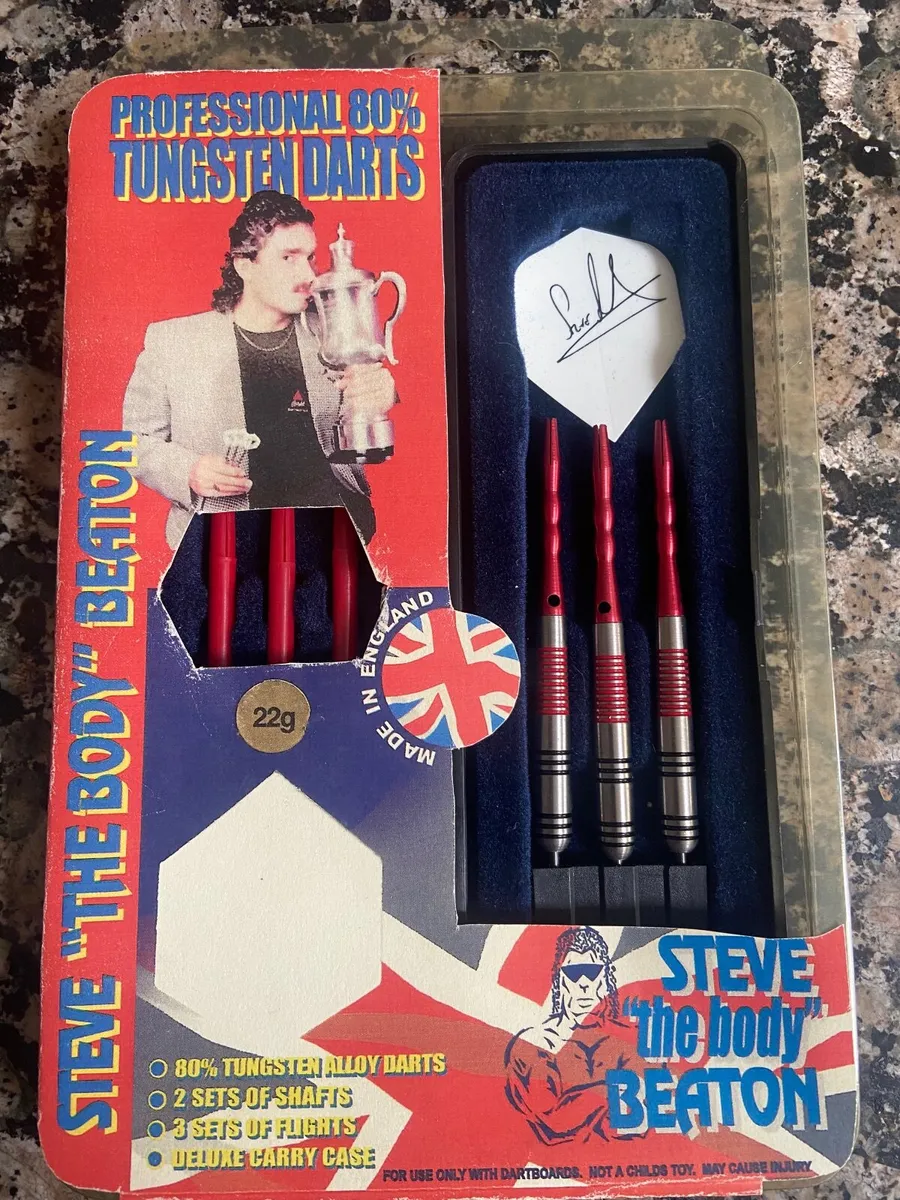 PROFESSIONAL 80%
TUNGSTEN DARTS
STEVE "THE BODY" BEATON
MADE IN ENGLAND
22g
80% TUNGSTEN ALLOY DARTS
2 SETS OF SHAFTS
3 SETS OF FLIGHTS
DELUXE CARRY CASE
STEVE
"the body"
BEATON
FOR USE ONLY WITH DARTBOARDS. NOT A CHILDS TOY. MAY CAUSE INJURY